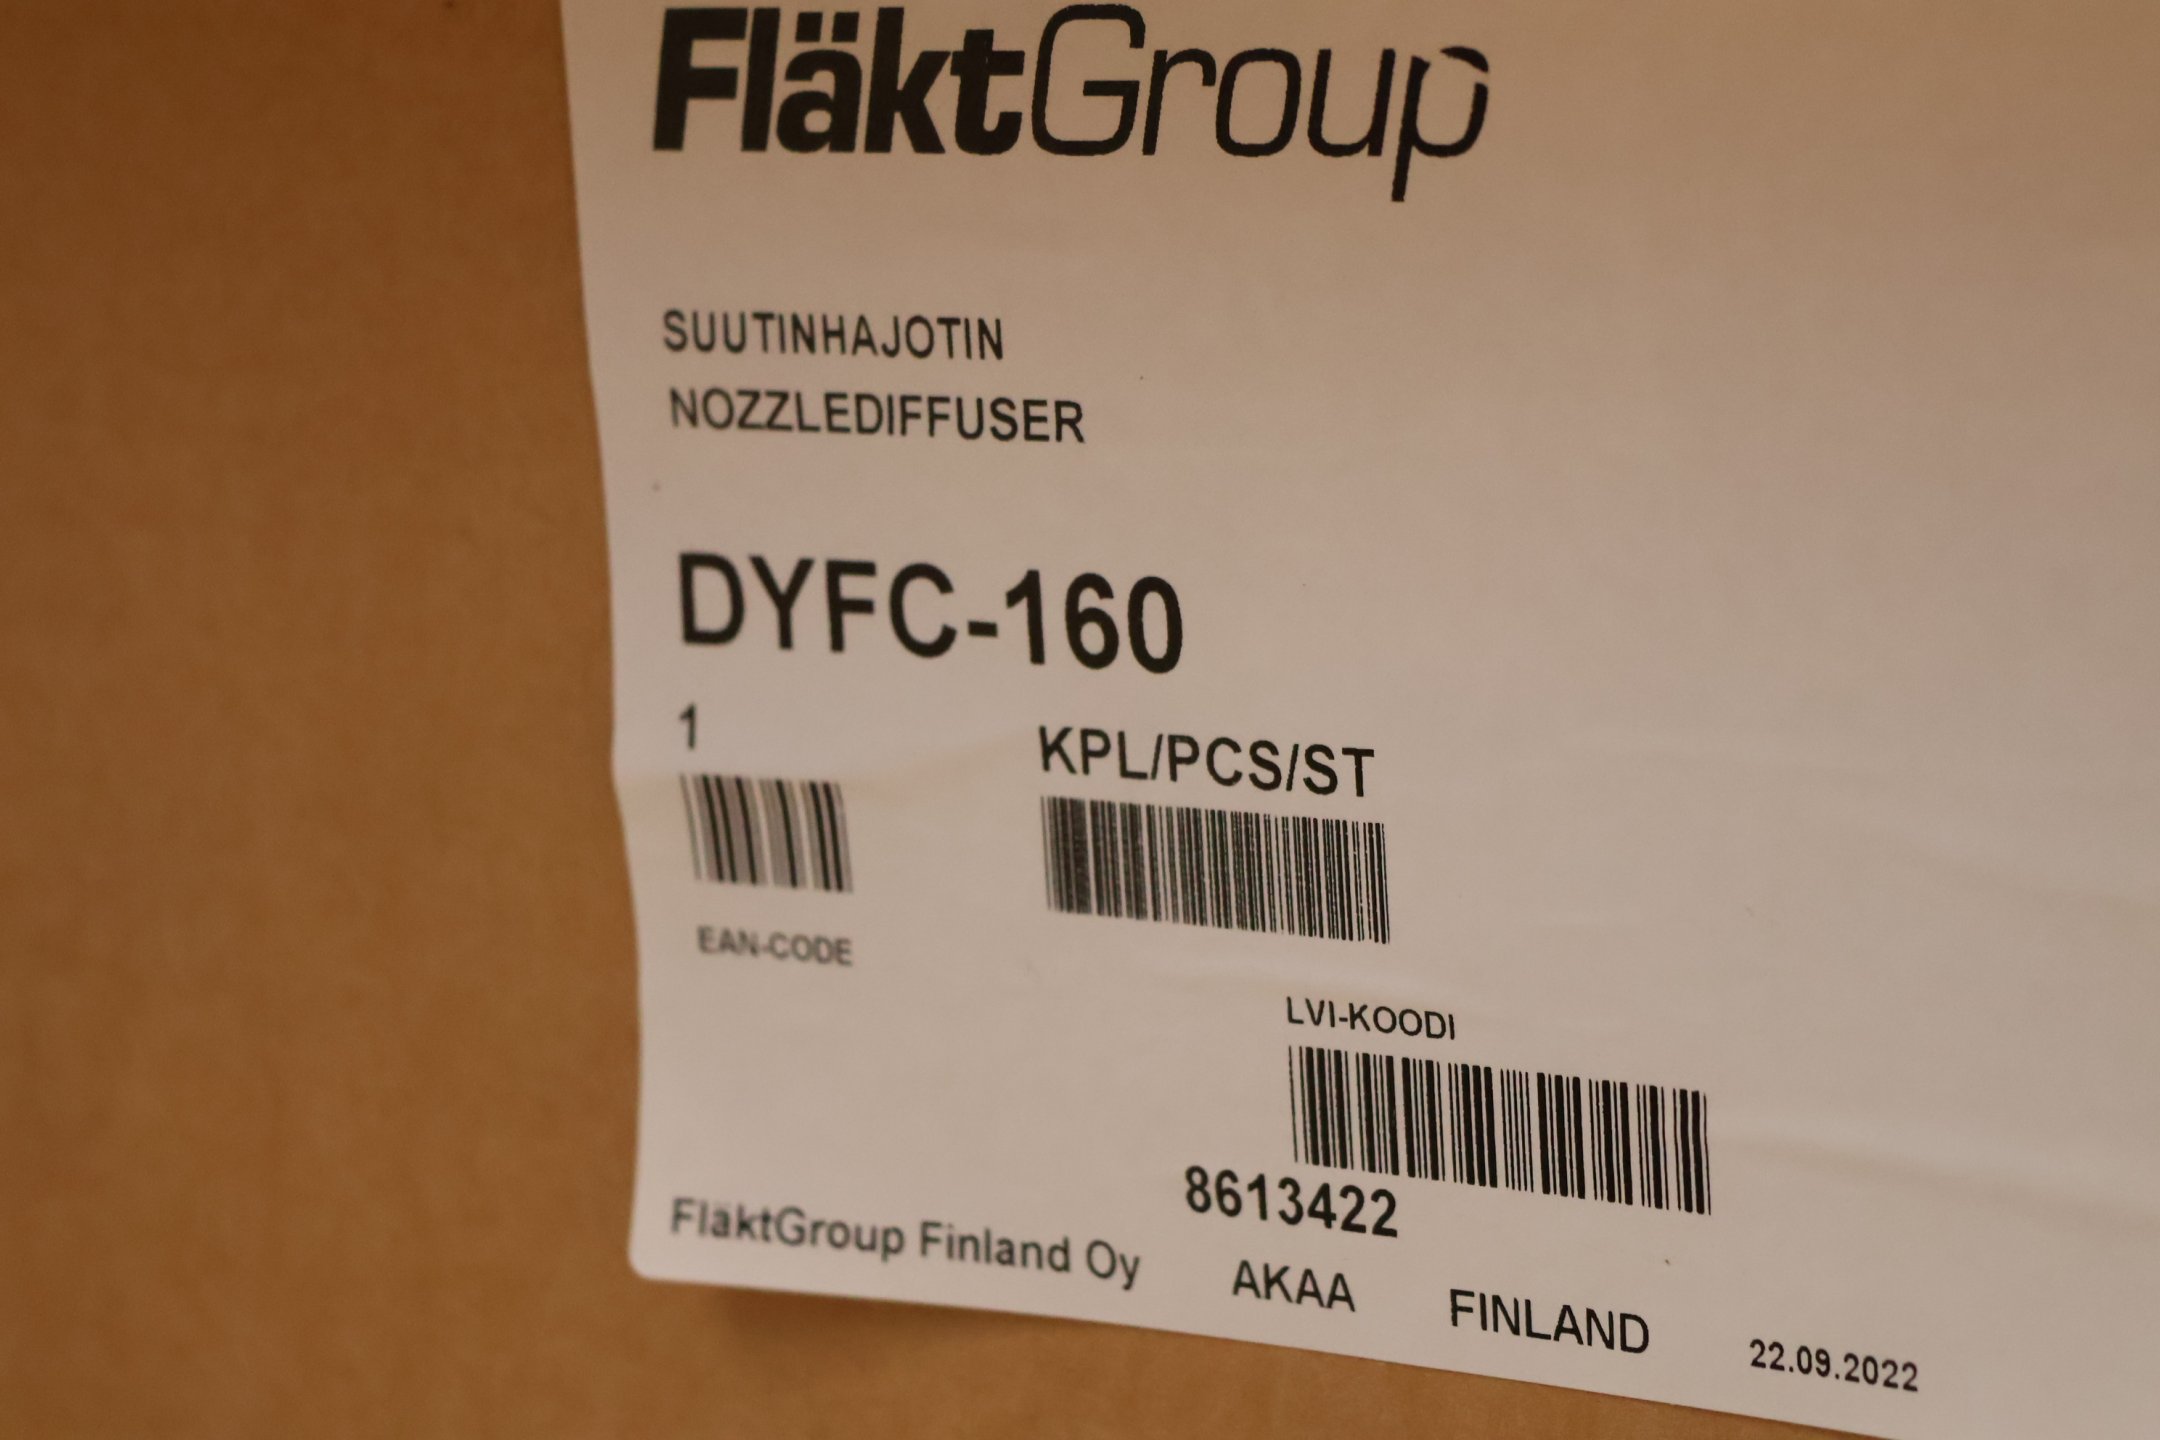 FläktGroup
SUUTINHAJOTIN
NOZZLEDIFFUSER
DYFC-160
1
KPL/PCS/ST
EAN-CODE
LVI-KOODI
8613422
FläktGroup Finland Oy AKAA FINLAND 22.09.2022